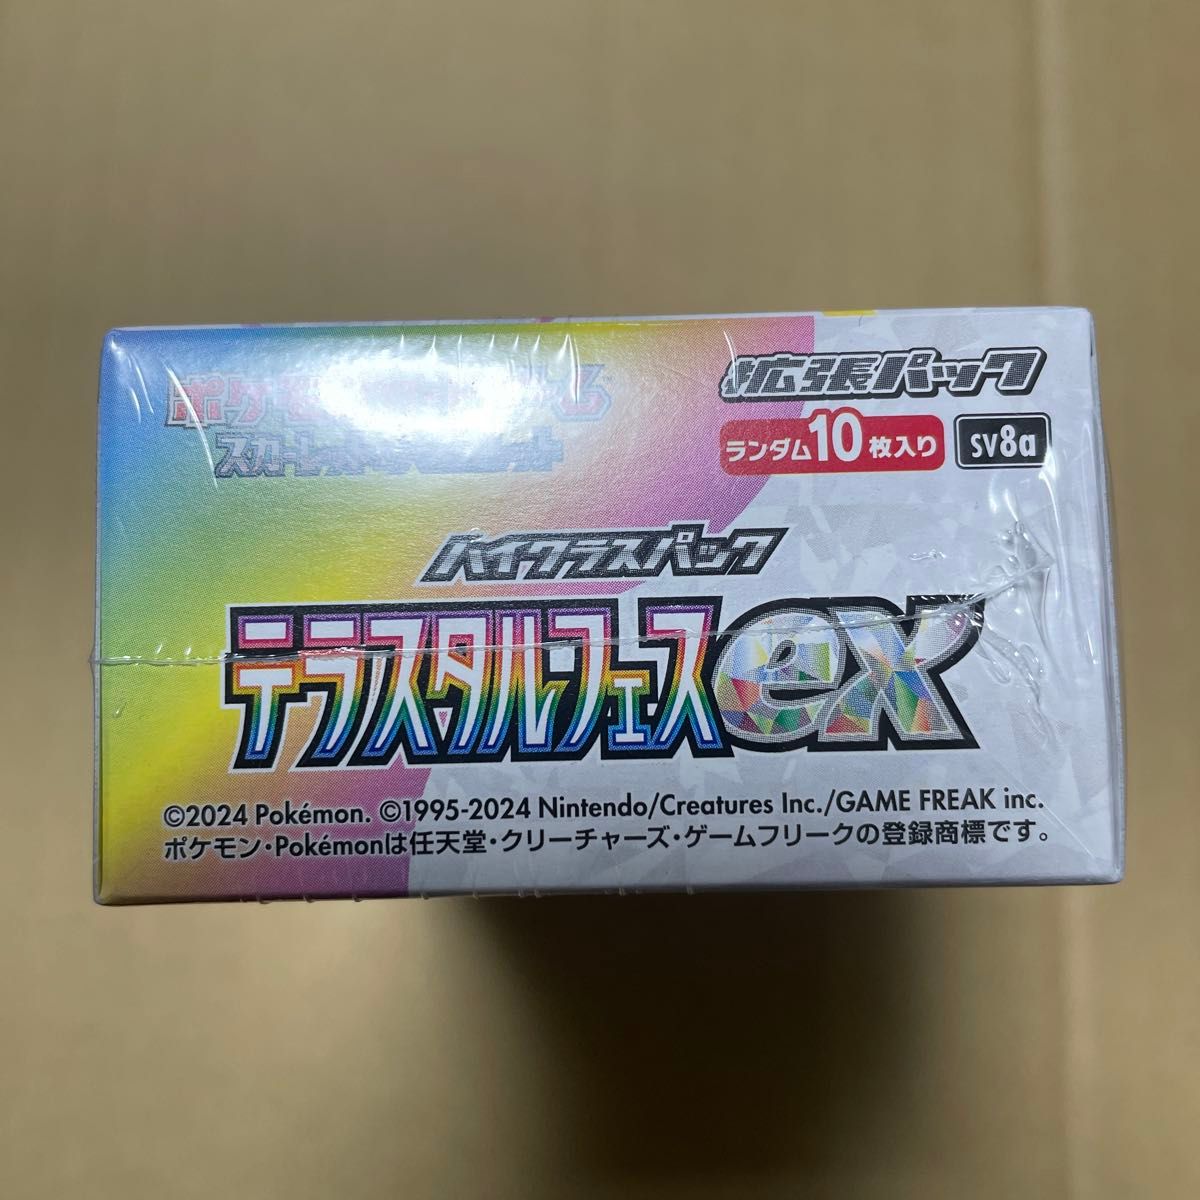 拡張パック
ランダム10枚入り
sv8a
ハイクラスパック
テラスタルフェスex
©2024 Pokémon. ©1995-2024 Nintendo/Creatures Inc./GAME FREAK inc.
ポケモン・Pokémonは任天堂・クリーチャーズ・ゲームフリークの登録商標です。